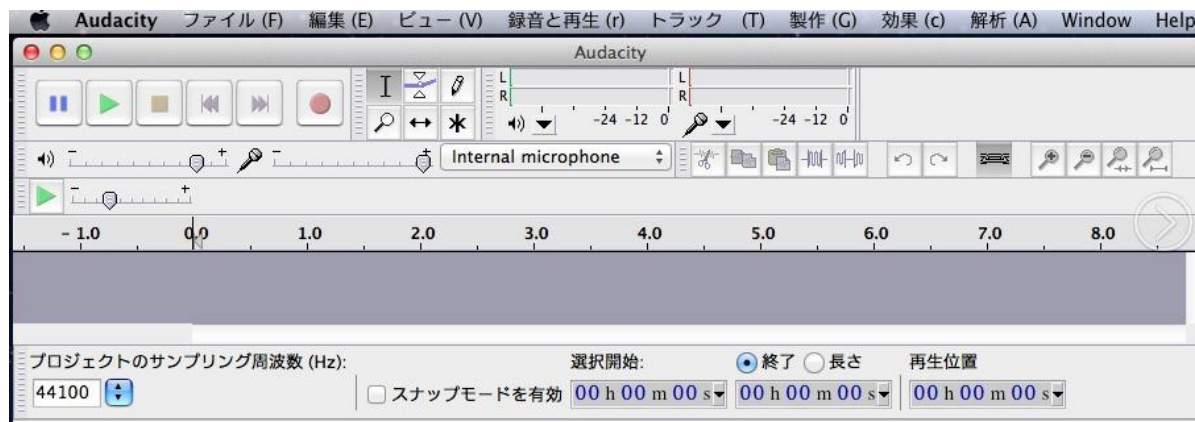 Audacity ファイル (F) 編集 (E) ビュー (V) 録音と再生 (r) トラック (T) 製作 (G) 効果 (c) 解析 (A) Window Help
Audacity
L L
R R
-24 -12 0 -24 -12 0
Internal microphone
- 1.0 0.0 1.0 2.0 3.0 4.0 5.0 6.0 7.0 8.0
プロジェクトのサンプリング周波数 (Hz): 選択開始: 終了 長さ 再生位置
44100 スナップモードを有効 00 h 00 m 00 s 00 h 00 m 00 s 00 h 00 m 00 s